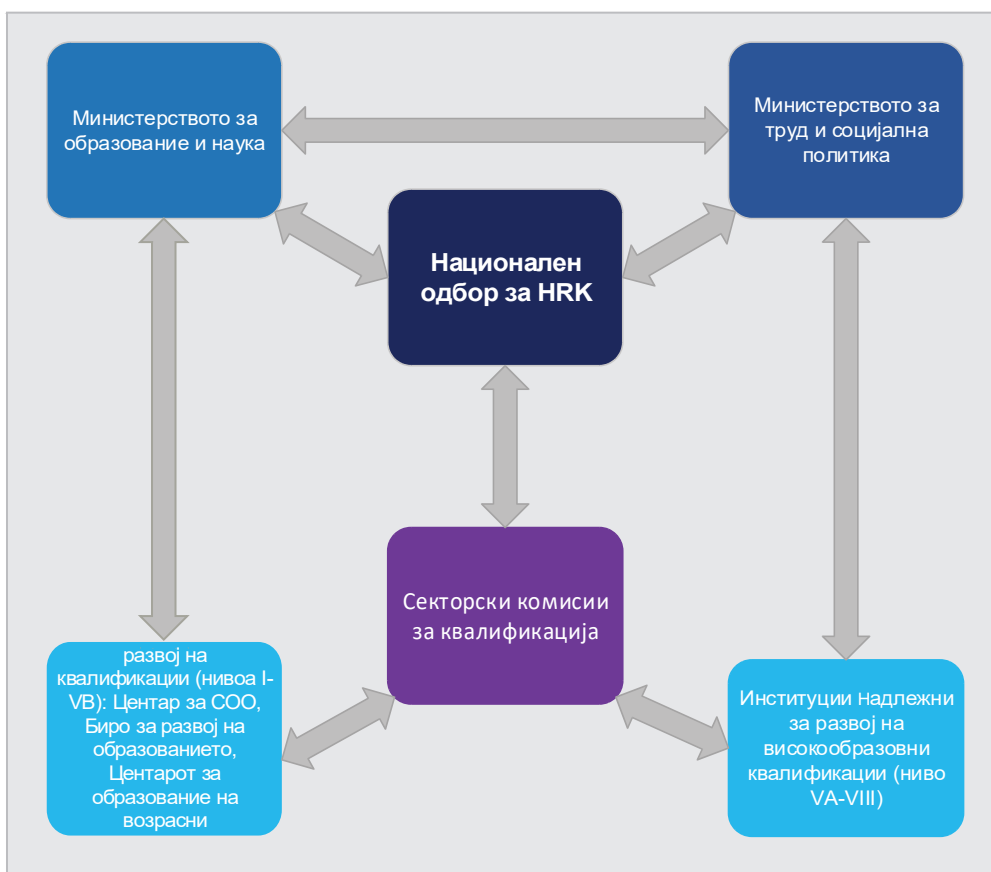 Министерството за
образование и наука
Министерството за
труд и социјална
политика
Национален
одбор за HRK
Секторски комисии
за квалификација
развој на
квалификации (нивоа I-
VB): Центар за СОО,
Биро за развој на
образованието,
Центарот за
образование на
возрасни
Институции надлежни
за развој на
високообразовни
квалификации (ниво
VA-VIII)